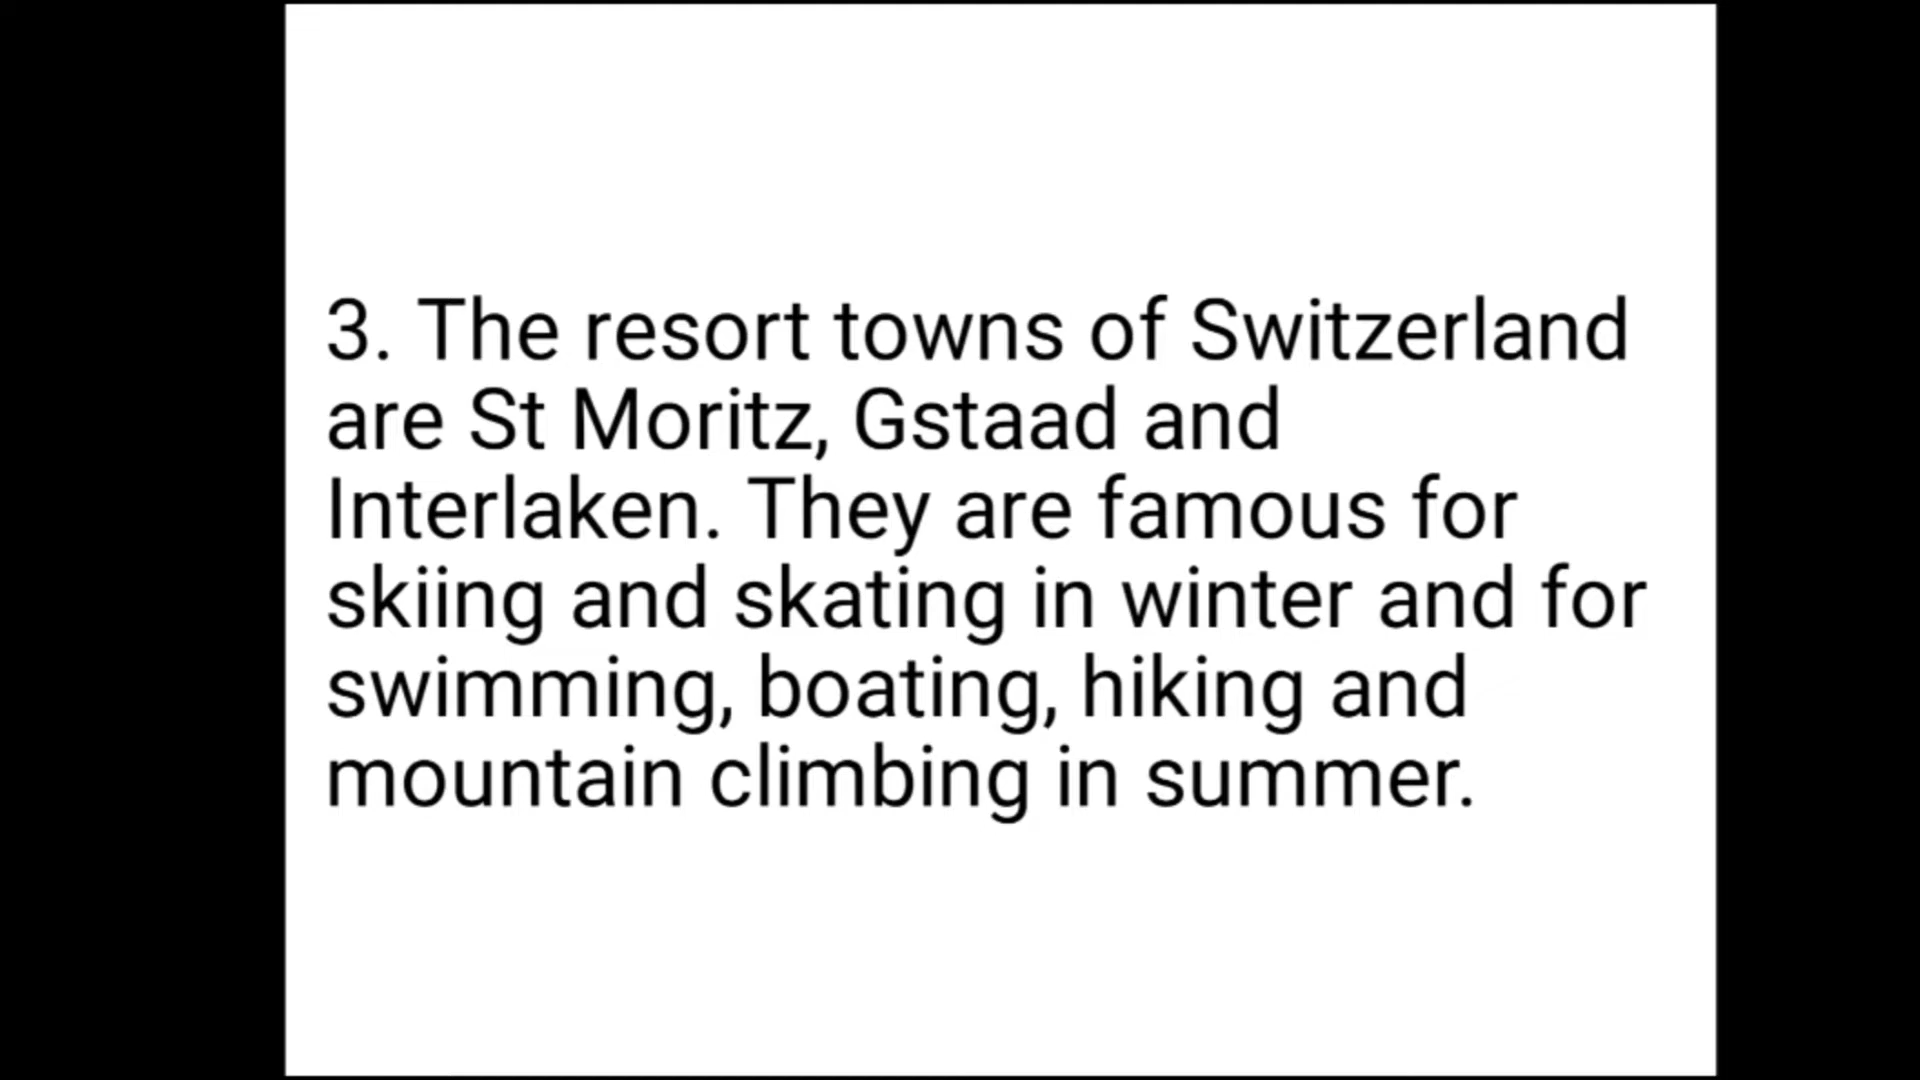 3. The resort towns of Switzerland
are St Moritz, Gstaad and
Interlaken. They are famous for
skiing and skating in winter and for
swimming, boating, hiking and
mountain climbing in summer.